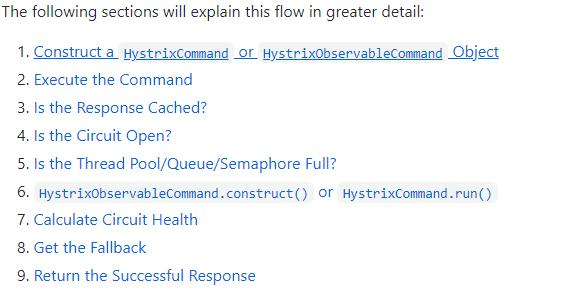 The following sections will explain this flow in greater detail:
1. Construct a HystrixCommand or HystrixObservableCommand Object
2. Execute the Command
3. Is the Response Cached?
4. Is the Circuit Open?
5. Is the Thread Pool/Queue/Semaphore Full?
6. HystrixObservableCommand.construct() or HystrixCommand.run()
7. Calculate Circuit Health
8. Get the Fallback
9. Return the Successful Response